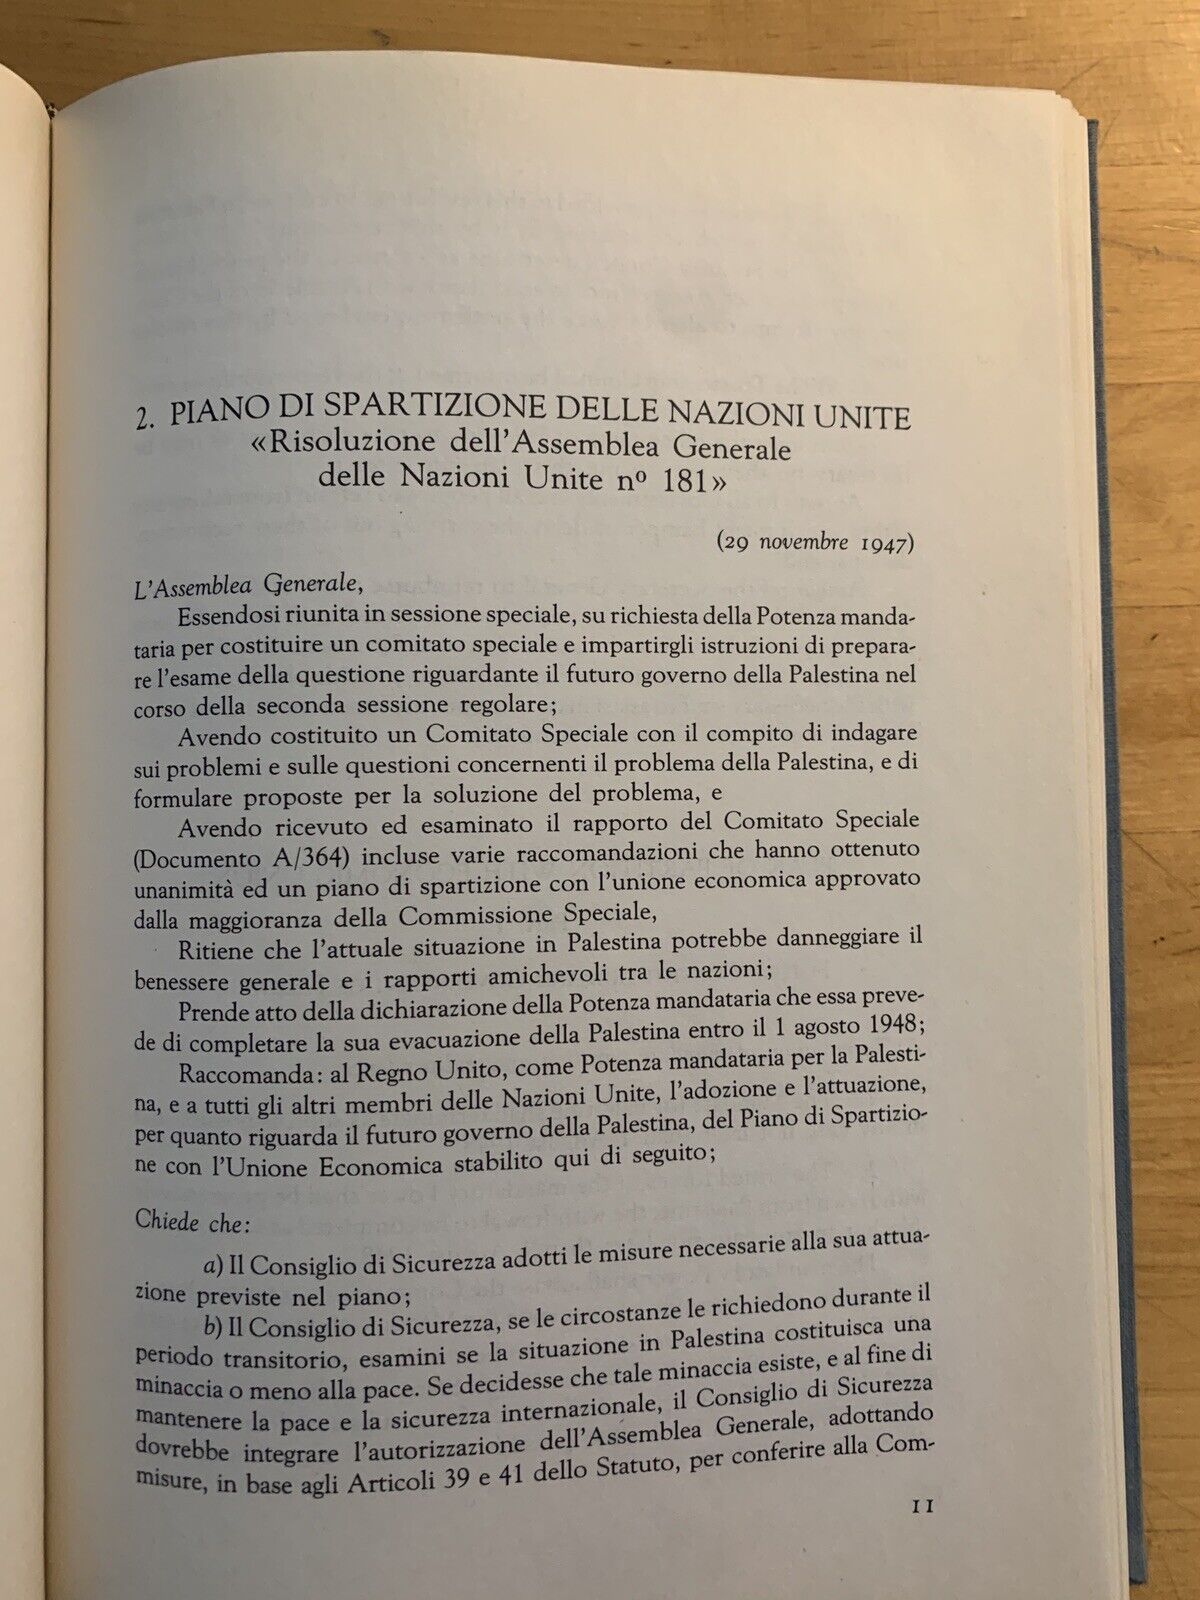 2. PIANO DI SPARTIZIONE DELLE NAZIONI UNITE
«Risoluzione dell'Assemblea Generale
delle Nazioni Unite nº 181»
(29 novembre 1947)
L'Assemblea Generale,
Essendosi riunita in sessione speciale, su richiesta della Potenza manda-
taria per costituire un comitato speciale e impartirgli istruzioni di prepara-
re l'esame della questione riguardante il futuro governo della Palestina nel
corso della seconda sessione regolare;
Avendo costituito un Comitato Speciale con il compito di indagare
sui problemi e sulle questioni concernenti il problema della Palestina, e di
formulare proposte per la soluzione del problema, e
Avendo ricevuto ed esaminato il rapporto del Comitato Speciale
(Documento A/364) incluse varie raccomandazioni che hanno ottenuto
unanimità ed un piano di spartizione con l'unione economica approvato
dalla maggioranza della Commissione Speciale,
Ritiene che l'attuale situazione in Palestina potrebbe danneggiare il
benessere generale e i rapporti amichevoli tra le nazioni;
Prende atto della dichiarazione della Potenza mandataria che essa preve-
de di completare la sua evacuazione della Palestina entro il 1 agosto 1948;
Raccomanda: al Regno Unito, come Potenza mandataria per la Palesti-
na, e a tutti gli altri membri delle Nazioni Unite, l'adozione e l'attuazione,
per quanto riguarda il futuro governo della Palestina, del Piano di Spartizio-
ne con l'Unione Economica stabilito qui di seguito;
Chiede che:
a) Il Consiglio di Sicurezza adotti le misure necessarie alla sua attua-
zione previste nel piano;
b) Il Consiglio di Sicurezza, se le circostanze le richiedono durante il
periodo transitorio, esamini se la situazione in Palestina costituisca una
minaccia o meno alla pace. Se decidesse che tale minaccia esiste, e al fine di
mantenere la pace e la sicurezza internazionale, il Consiglio di Sicurezza
dovrebbe integrare l'autorizzazione dell'Assemblea Generale, adottando
misure, in base agli Articoli 39 e 41 dello Statuto, per conferire alla Com-
11